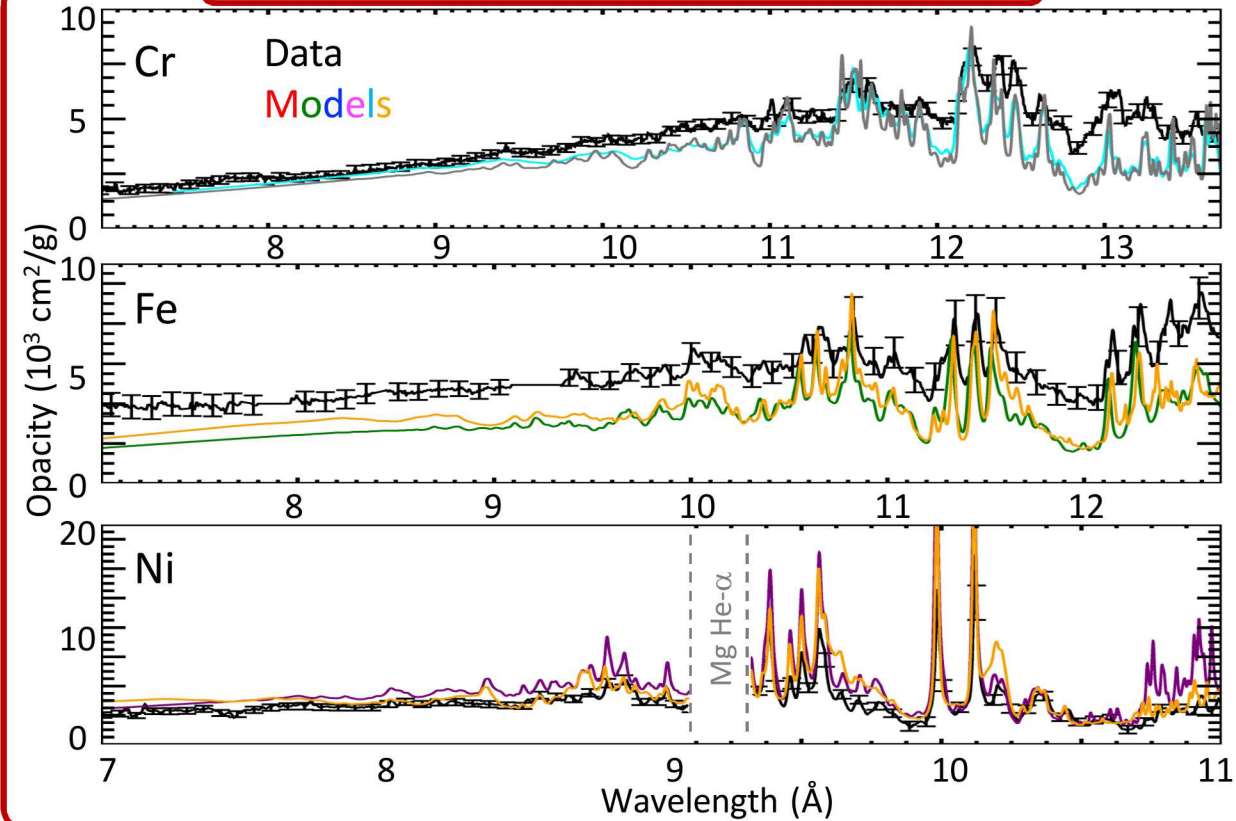 10
Cr
Data
Models
5
0
8 9 10 11 12 13
10
Fe
5
0
8 9 10 11 12
Opacity (10³ cm²/g)
20
Ni
Mg He-α
10
0
7 8 9 10 11
Wavelength (Å)